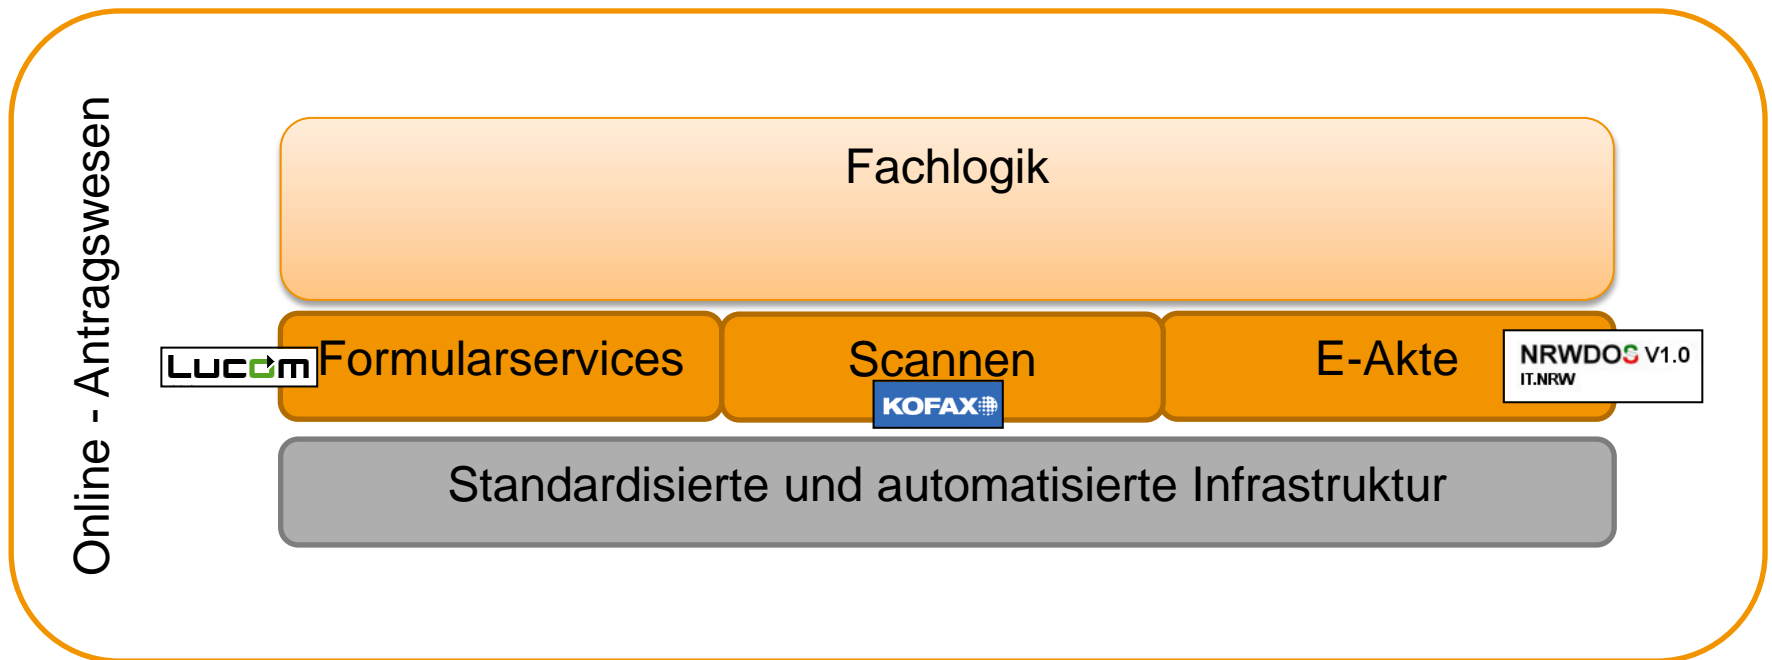 Online - Antragswesen
Fachlogik
Lucom
Formularservices
Scannen
KOFAX
E-Akte
NRWDOS V1.0
IT.NRW
Standardisierte und automatisierte Infrastruktur